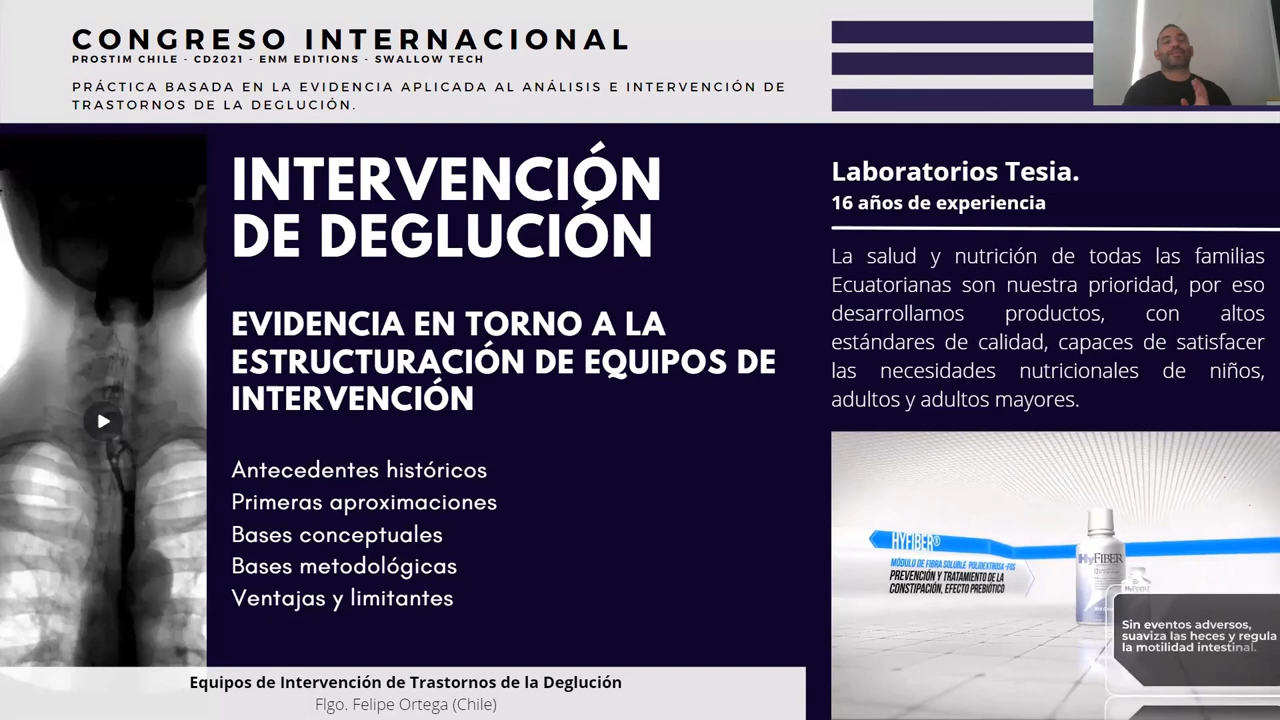 CONGRESO INTERNACIONAL
PROSTIM CHILE - CD2021 - ENM EDITIONS - SWALLOW TECH
PRÁCTICA BASADA EN LA EVIDENCIA APLICADA AL ANÁLISIS E INTERVENCIÓN DE
TRASTORNOS DE LA DEGLUCIÓN.
INTERVENCIÓN
DE DEGLUCIÓN
EVIDENCIA EN TORNO A LA
ESTRUCTURACIÓN DE EQUIPOS DE
INTERVENCIÓN
Antecedentes históricos
Primeras aproximaciones
Bases conceptuales
Bases metodológicas
Ventajas y limitantes
Equipos de Intervención de Trastornos de la Deglución
Flgo. Felipe Ortega (Chile)
Laboratorios Tesia.
16 años de experiencia
La salud y nutrición de todas las familias
Ecuatorianas son nuestra prioridad, por eso
desarrollamos productos, con altos
estándares de calidad, capaces de satisfacer
las necesidades nutricionales de niños,
adultos y adultos mayores.
HYFIBER®
MÓDULO DE FIBRA SOLUBLE POLIDEXTROSA-FOS
PREVENCIÓN Y TRATAMIENTO DE LA
CONSTIPACIÓN, EFECTO PREBIÓTICO
HyFIBER
Sin eventos adversos,
suaviza las heces y regula
la motilidad intestinal.